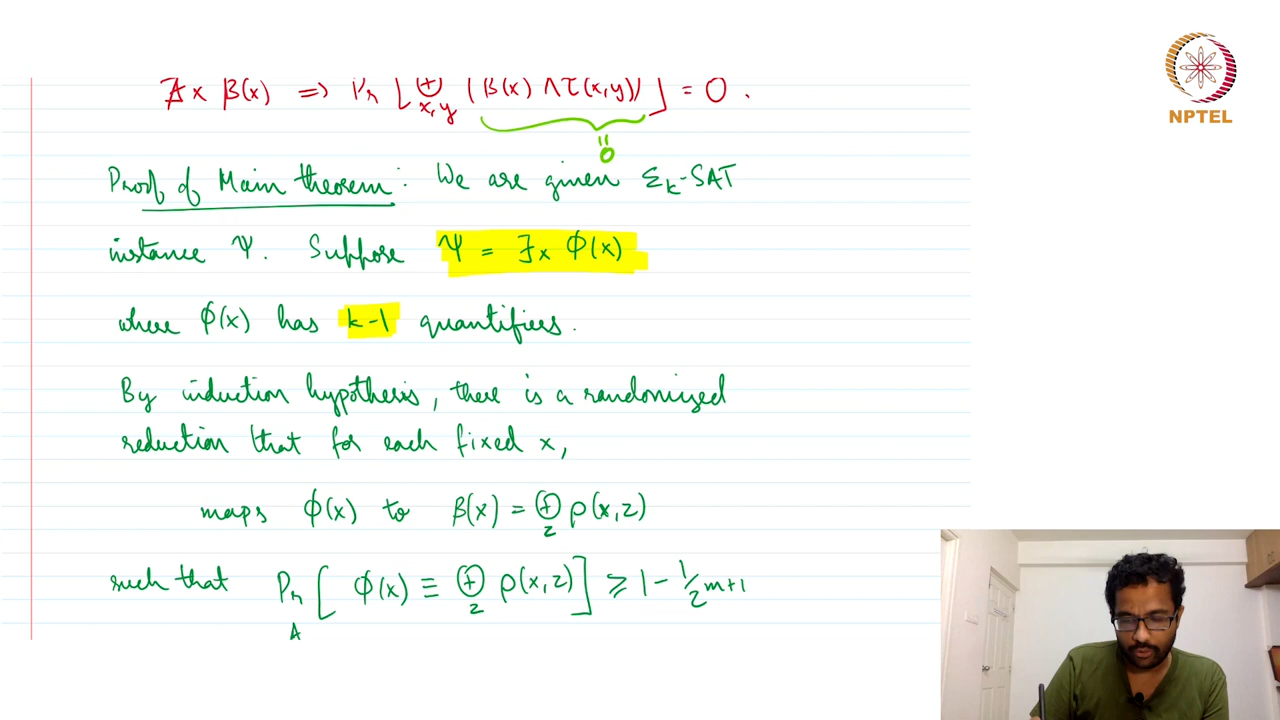 ∄x β(x) ⇒ Pr [ ⊕ x,y (β(x) ∧ τ(x,y)) ] = 0 .
= 0
NPTEL
Proof of Main theorem : We are given Σk-SAT
instance Ψ. Suppose Ψ = ∃x ϕ(x)
where ϕ(x) has k-1 quantifiers.
By induction hypothesis, there is a randomized
reduction that for each fixed x,
maps ϕ(x) to β(x) = ⊕z ρ(x,z)
such that Pr A [ ϕ(x) ≡ ⊕z ρ(x,z) ] ≥ 1 - 1/2^m+1